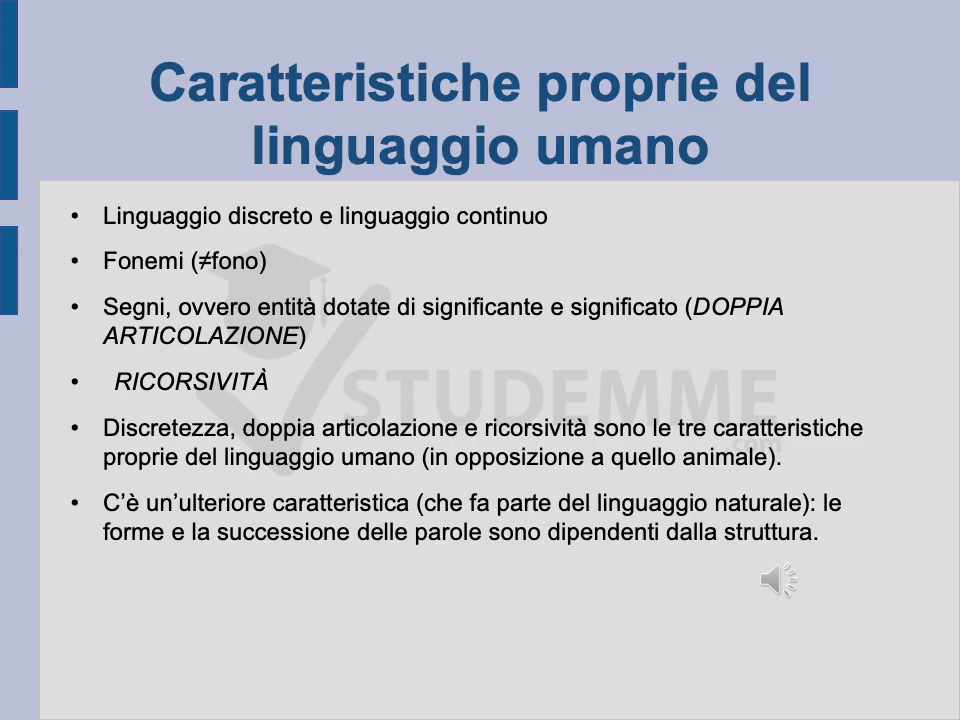 Caratteristiche proprie del
linguaggio umano
• Linguaggio discreto e linguaggio continuo
• Fonemi (≠fono)
• Segni, ovvero entità dotate di significante e significato (DOPPIA
ARTICOLAZIONE)
• RICORSIVITÀ
STUDEMME
• Discretezza, doppia articolazione e ricorsività sono le tre caratteristiche
.com
proprie del linguaggio umano (in opposizione a quello animale).
• C’è un’ulteriore caratteristica (che fa parte del linguaggio naturale): le
forme e la successione delle parole sono dipendenti dalla struttura.